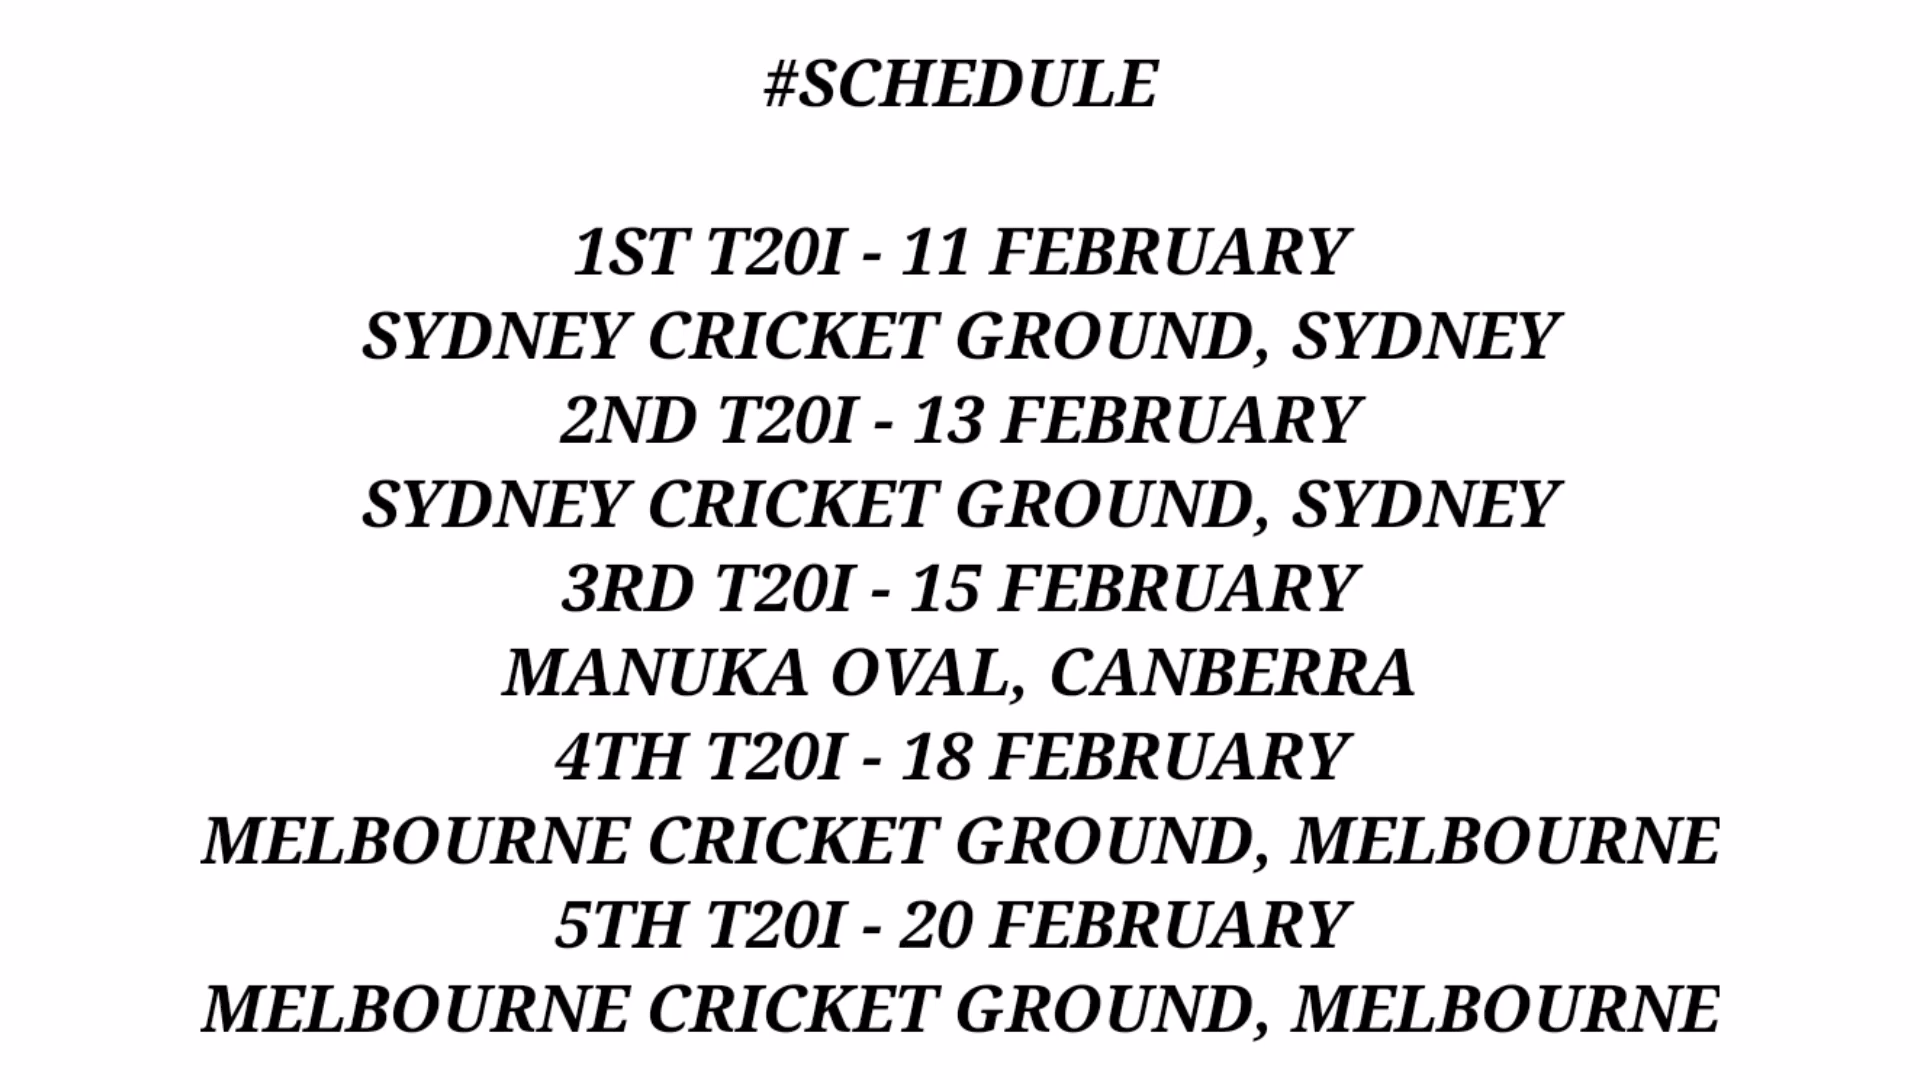 #SCHEDULE
1ST T20I - 11 FEBRUARY
SYDNEY CRICKET GROUND, SYDNEY
2ND T20I - 13 FEBRUARY
SYDNEY CRICKET GROUND, SYDNEY
3RD T20I - 15 FEBRUARY
MANUKA OVAL, CANBERRA
4TH T20I - 18 FEBRUARY
MELBOURNE CRICKET GROUND, MELBOURNE
5TH T20I - 20 FEBRUARY
MELBOURNE CRICKET GROUND, MELBOURNE